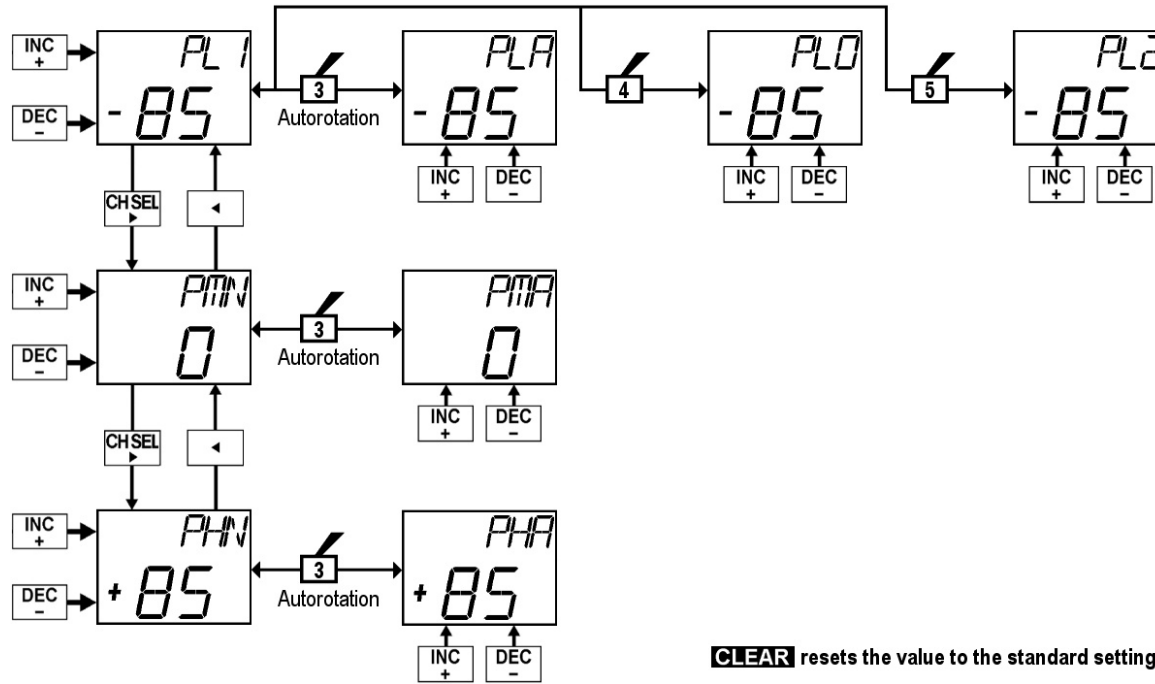 INC
+
DEC
–
PL1
-85
3
Autorotation
PLA
-85
INC
+
DEC
–
4
PL0
-85
INC
+
DEC
–
5
PL2
-85
INC
+
DEC
–
CH SEL
►
◄
INC
+
DEC
–
PMN
0
3
Autorotation
PMA
0
INC
+
DEC
–
CH SEL
►
◄
INC
+
DEC
–
PHN
+85
3
Autorotation
PHA
+85
INC
+
DEC
–
CLEAR resets the value to the standard setting